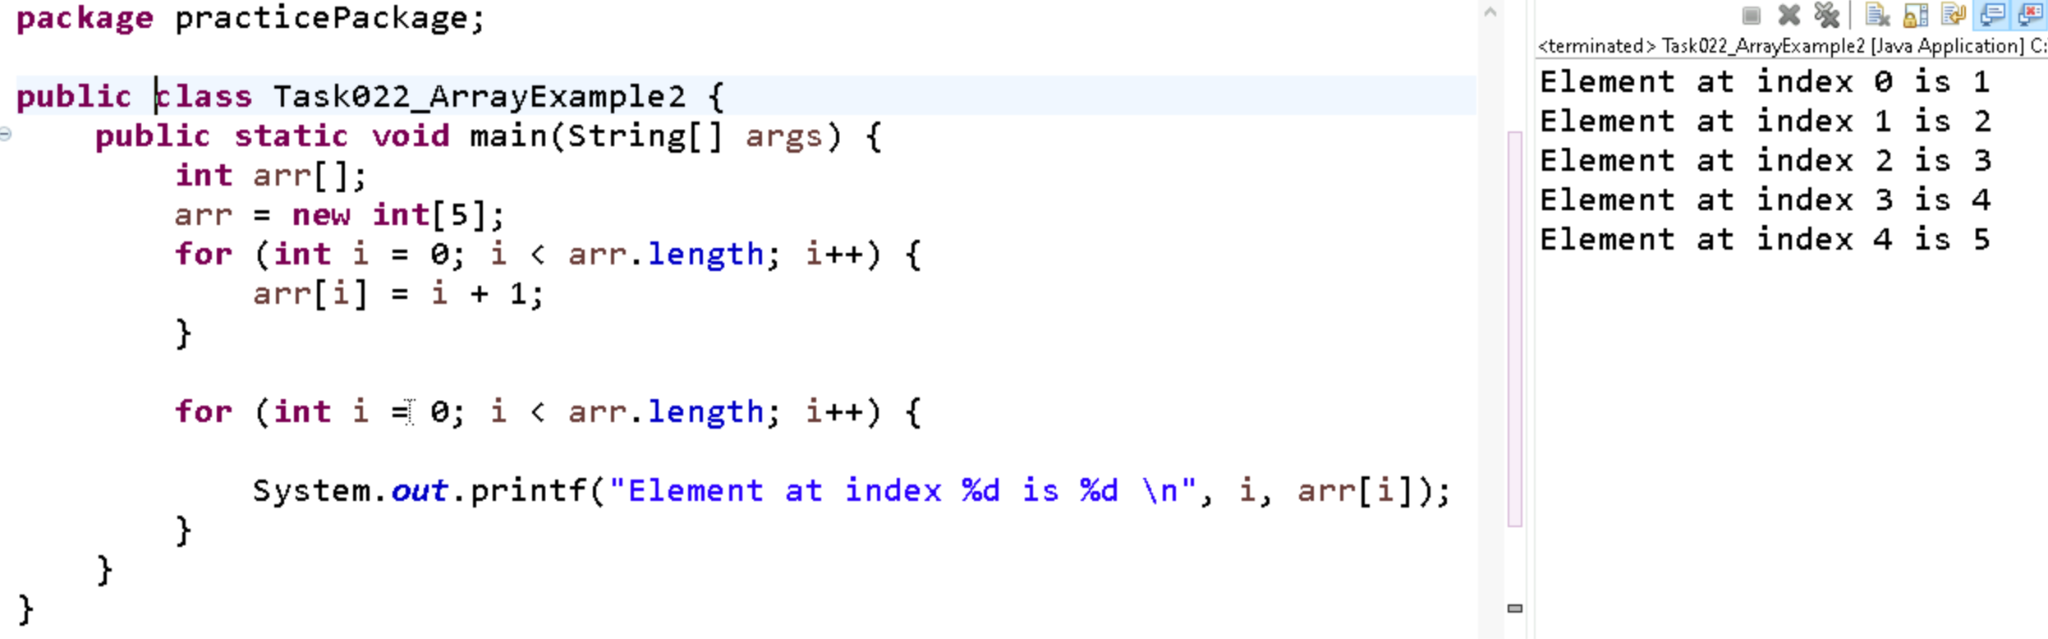 package practicePackage;
public class Task022_ArrayExample2 {
public static void main(String[] args) {
int arr[];
arr = new int[5];
for (int i = 0; i < arr.length; i++) {
arr[i] = i + 1;
}
for (int i = 0; i < arr.length; i++) {
System.out.printf("Element at index %d is %d \n", i, arr[i]);
}
}
}
<terminated> Task022_ArrayExample2 [Java Application] C:
Element at index 0 is 1
Element at index 1 is 2
Element at index 2 is 3
Element at index 3 is 4
Element at index 4 is 5